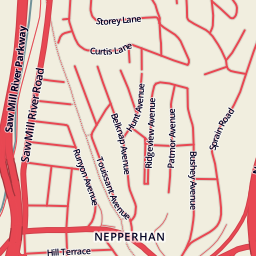 Storey Lane
Curtis Lane
Saw Mill River Parkway
Saw Mill River Road
Hunt Avenue
Belknap Avenue
Ridgeview Avenue
Patmor Avenue
Sprain Road
Bushey Avenue
Runyon Avenue
Touissant Avenue
NEPPERHAN
Hill Terrace